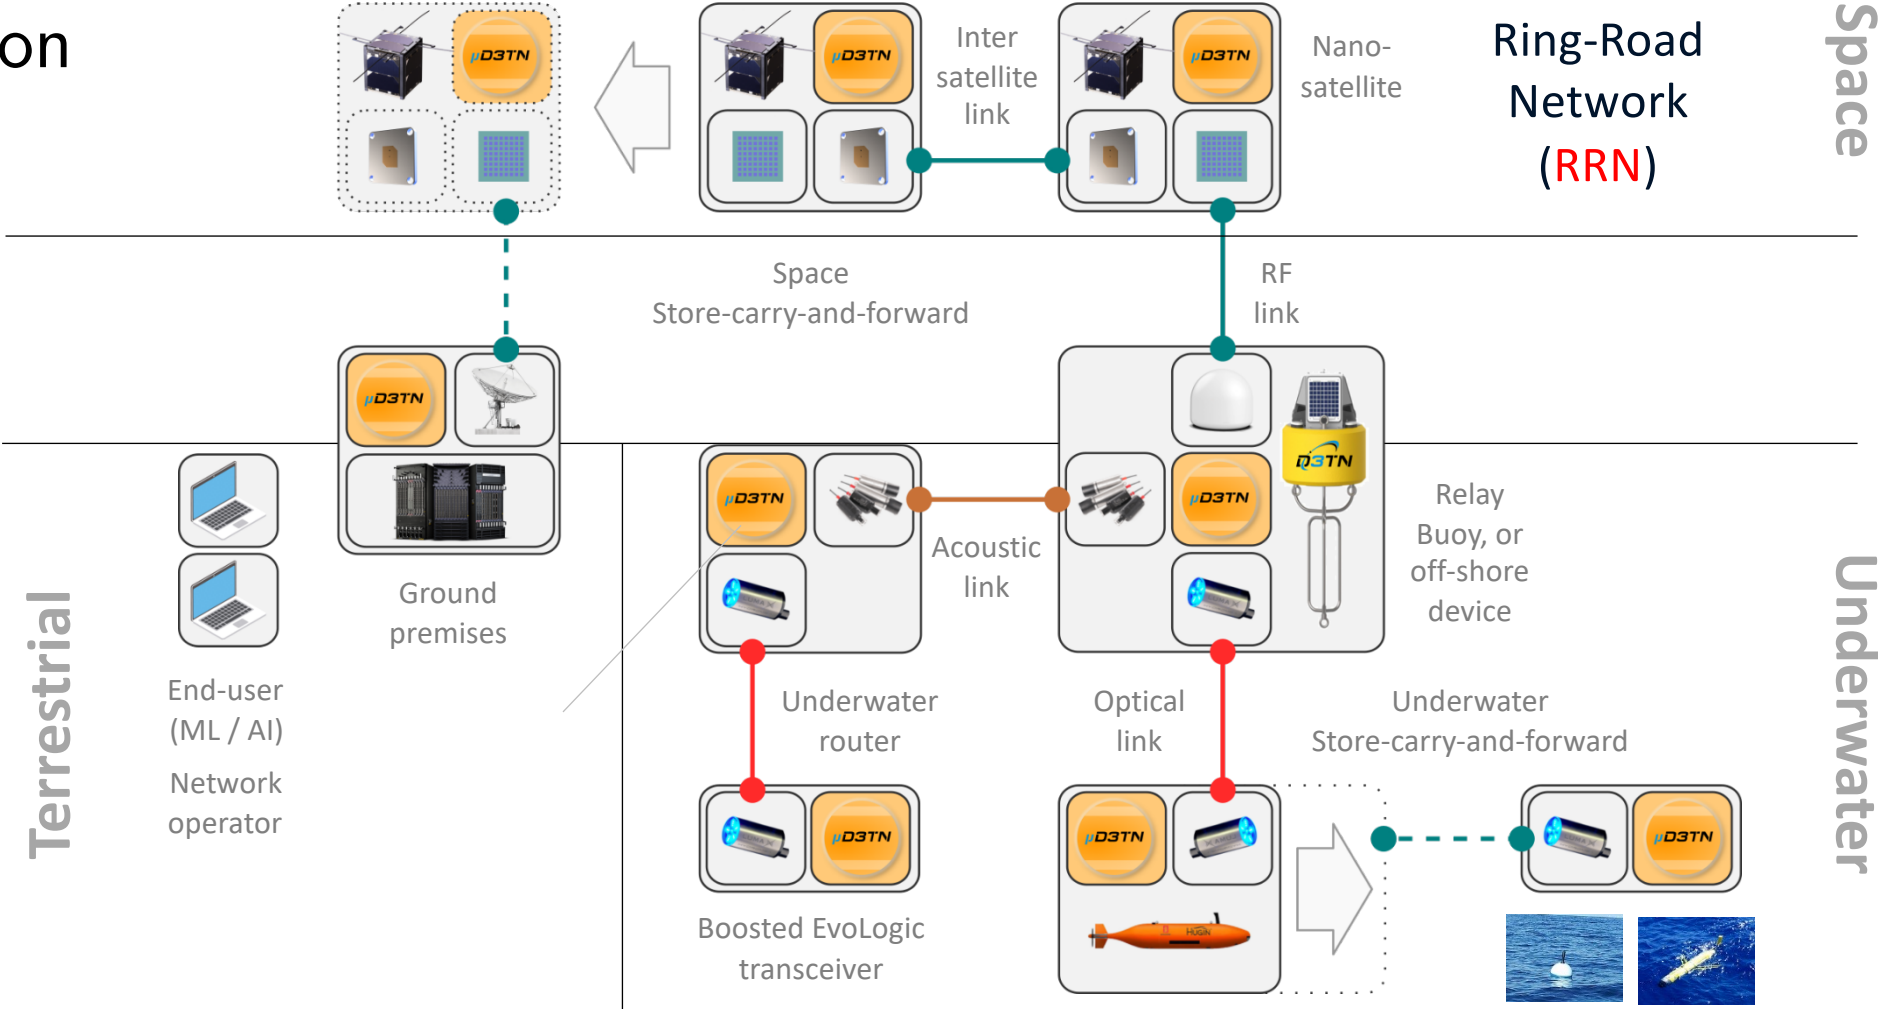 on
µD3TN
µD3TN
Inter
satellite
link
µD3TN
Nano-
satellite
Ring-Road
Network
(RRN)
Space
Space
Store-carry-and-forward
RF
link
µD3TN
D3TN
µD3TN
µD3TN
Acoustic
link
Relay
Buoy, or
off-shore
device
Ground
premises
End-user
(ML / AI)
Network
operator
Terrestrial
Underwater
router
Optical
link
Underwater
Store-carry-and-forward
Underwater
µD3TN
µD3TN
µD3TN
HUGIN
Boosted EvoLogic
transceiver